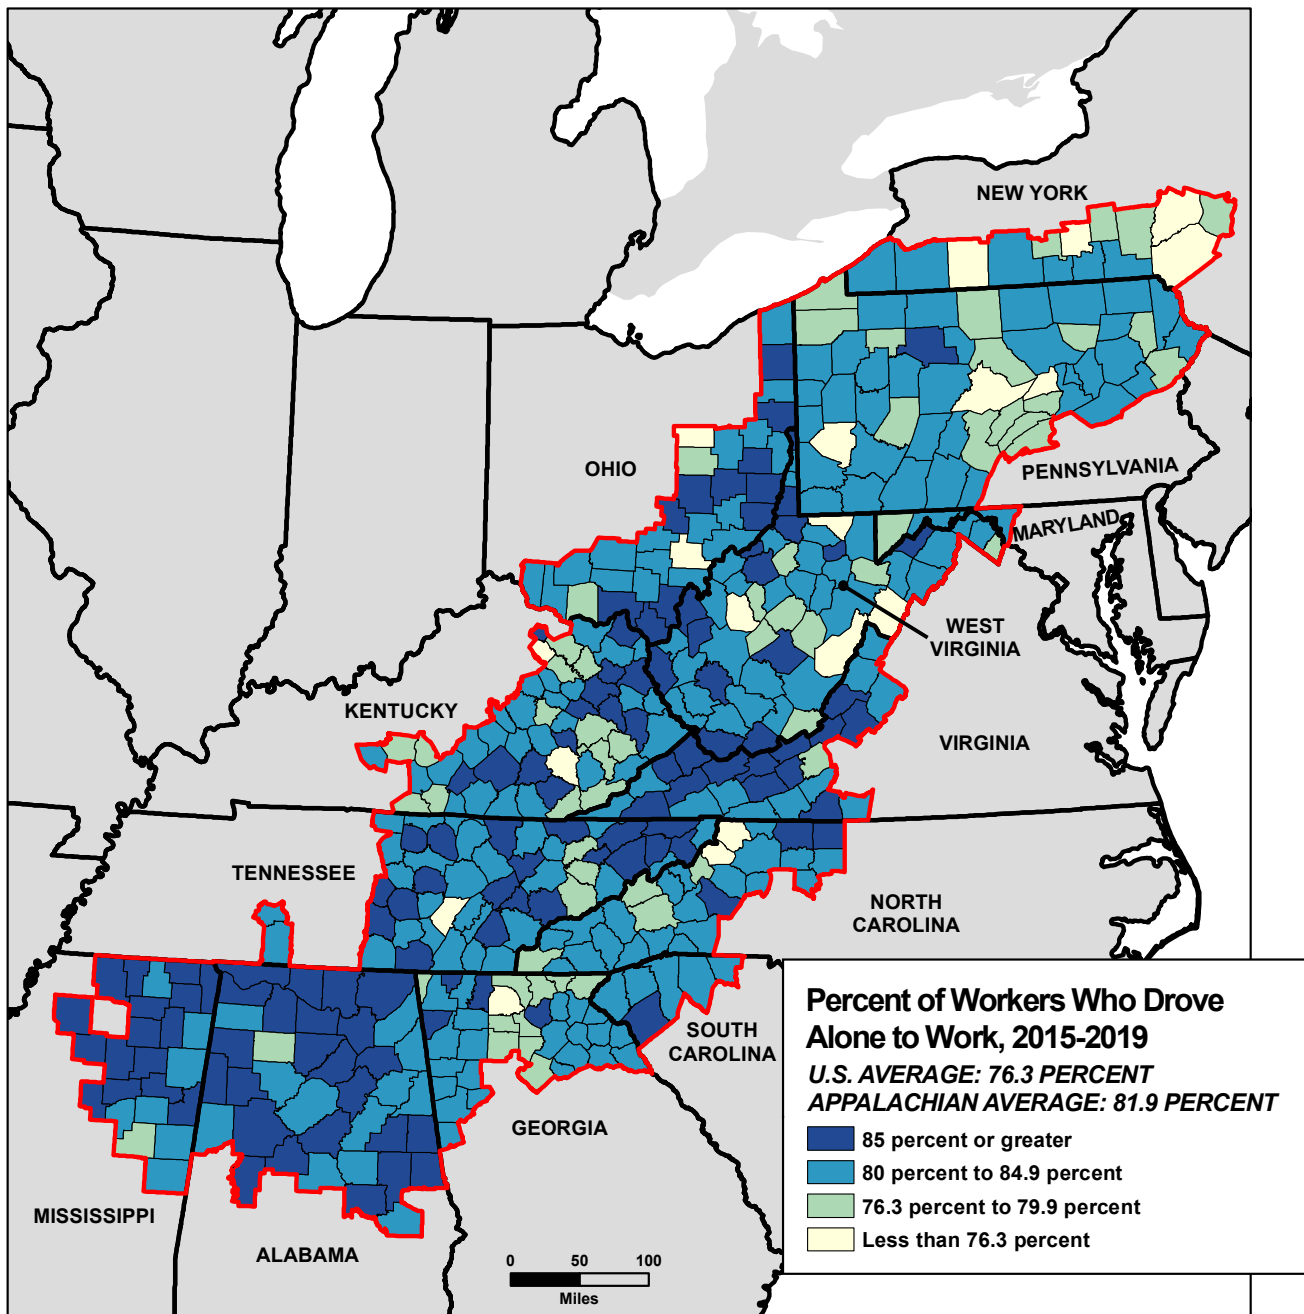 NEW YORK
OHIO
PENNSYLVANIA
MARYLAND
WEST
VIRGINIA
KENTUCKY
VIRGINIA
TENNESSEE
NORTH
CAROLINA
SOUTH
CAROLINA
GEORGIA
MISSISSIPPI
ALABAMA
Percent of Workers Who Drove
Alone to Work, 2015-2019
U.S. AVERAGE: 76.3 PERCENT
APPALACHIAN AVERAGE: 81.9 PERCENT
85 percent or greater
80 percent to 84.9 percent
76.3 percent to 79.9 percent
Less than 76.3 percent
0 50 100
Miles